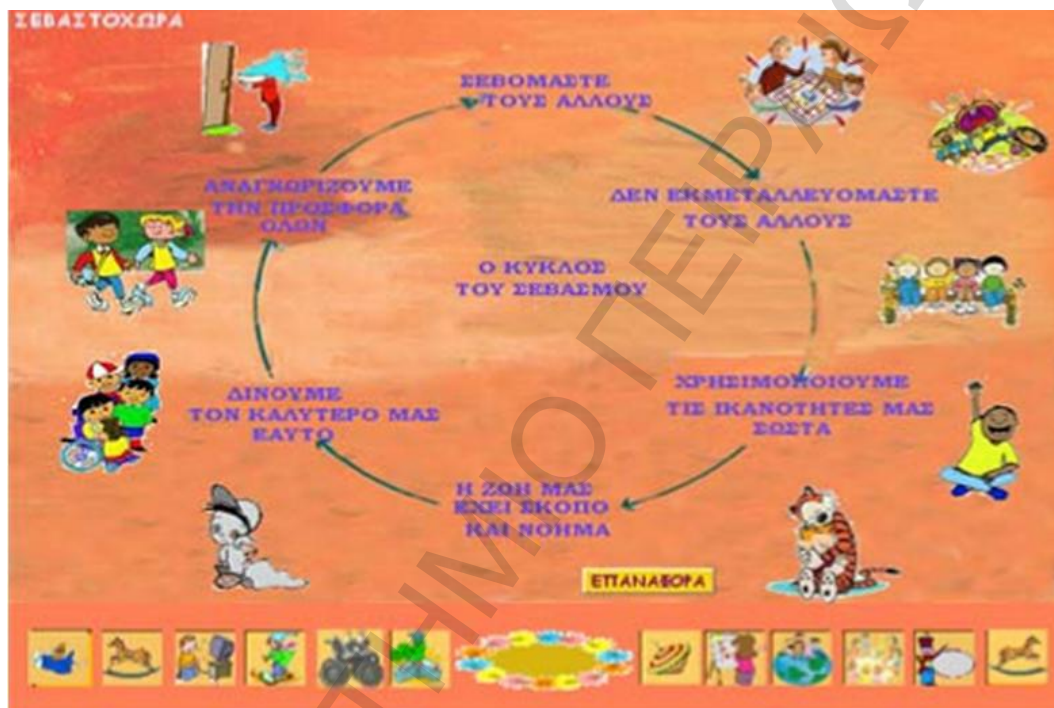 ΣΕΒΑΣΤΟΧΩΡΑ
ΣΕΒΟΜΑΣΤΕ
ΤΟΥΣ ΑΛΛΟΥΣ
ΔΕΝ ΕΚΜΕΤΑΛΛΕΥΟΜΑΣΤΕ
ΤΟΥΣ ΑΛΛΟΥΣ
ΧΡΗΣΙΜΟΠΟΙΟΥΜΕ
ΤΙΣ ΙΚΑΝΟΤΗΤΕΣ ΜΑΣ
ΣΩΣΤΑ
Η ΖΩΗ ΜΑΣ
ΕΧΕΙ ΣΚΟΠΟ
ΚΑΙ ΝΟΗΜΑ
ΔΙΝΟΥΜΕ
ΤΟΝ ΚΑΛΥΤΕΡΟ ΜΑΣ
ΕΑΥΤΟ
ΑΝΑΓΝΩΡΙΖΟΥΜΕ
ΤΗΝ ΠΡΟΣΦΟΡΑ
ΟΛΩΝ
Ο ΚΥΚΛΟΣ
ΤΟΥ ΣΕΒΑΣΜΟΥ
ΕΠΑΝΑΦΟΡΑ